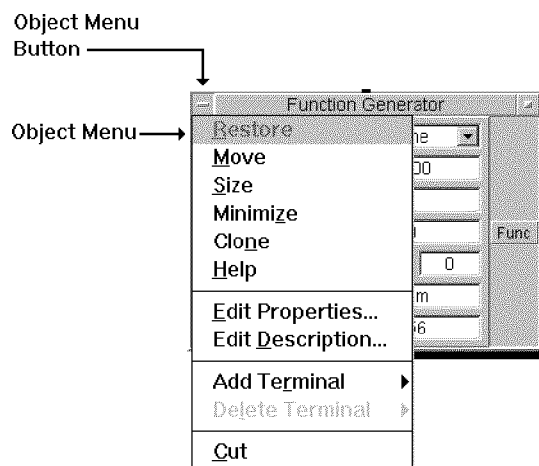 Object Menu
Button
Function Generator
Object Menu
Restore
Move
Size
Minimize
Clone
Help
Func
0
Edit Properties...
Edit Description...
Add Terminal
Delete Terminal
Cut